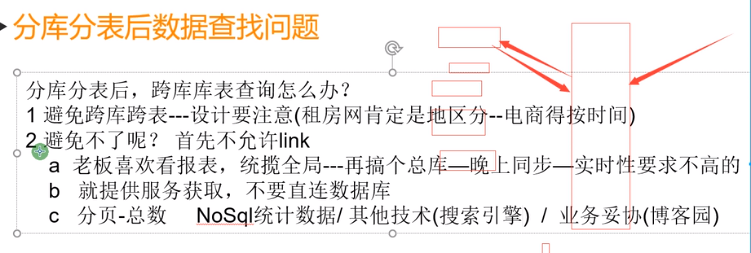 分库分表后数据查找问题
分库分表后，跨库库表查询怎么办？
1 避免跨库跨表---设计要注意(租房网肯定是地区分--电商得按时间)
2 避免不了呢？ 首先不允许link
a 老板喜欢看报表，统揽全局---再搞个总库—晚上同步—实时性要求不高的
b 就提供服务获取，不要直连数据库
c 分页-总数 NoSql统计数据/ 其他技术(搜索引擎) / 业务妥协(博客园)